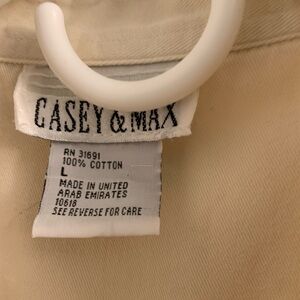 CASEY & MAX
RN 31691
100% COTTON
L
MADE IN UNITED
ARAB EMIRATES
10618
SEE REVERSE FOR CARE